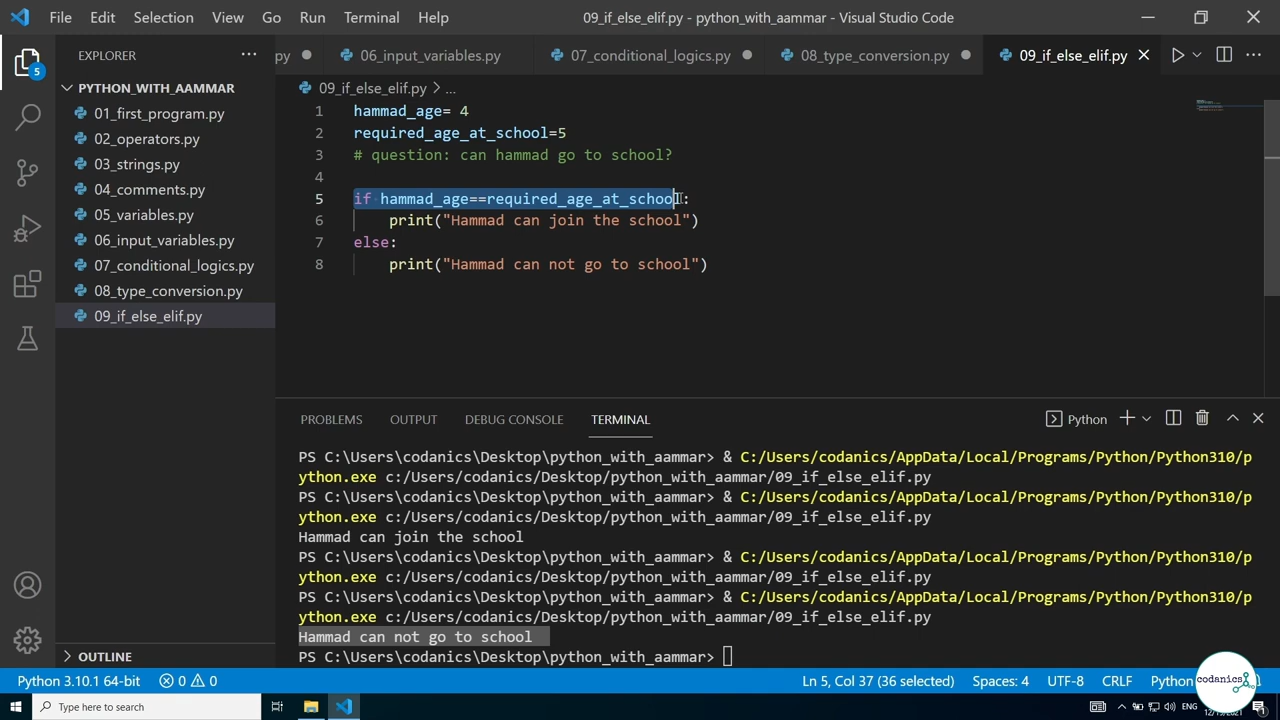 File Edit Selection View Go Run Terminal Help 09_if_else_elif.py - python_with_aammar - Visual Studio Code
EXPLORER
py 06_input_variables.py 07_conditional_logics.py 08_type_conversion.py 09_if_else_elif.py
5
PYTHON_WITH_AAMMAR
01_first_program.py
02_operators.py
03_strings.py
04_comments.py
05_variables.py
06_input_variables.py
07_conditional_logics.py
08_type_conversion.py
09_if_else_elif.py
OUTLINE
09_if_else_elif.py > ...
1 hammad_age= 4
2 required_age_at_school=5
3 # question: can hammad go to school?
4
5 if hammad_age==required_age_at_school:
6 print("Hammad can join the school")
7 else:
8 print("Hammad can not go to school")
PROBLEMS OUTPUT DEBUG CONSOLE TERMINAL Python
PS C:\Users\codanics\Desktop\python_with_aammar> & C:/Users/codanics/AppData/Local/Programs/Python/Python310/p
ython.exe c:/Users/codanics/Desktop/python_with_aammar/09_if_else_elif.py
PS C:\Users\codanics\Desktop\python_with_aammar> & C:/Users/codanics/AppData/Local/Programs/Python/Python310/p
ython.exe c:/Users/codanics/Desktop/python_with_aammar/09_if_else_elif.py
Hammad can join the school
PS C:\Users\codanics\Desktop\python_with_aammar> & C:/Users/codanics/AppData/Local/Programs/Python/Python310/p
ython.exe c:/Users/codanics/Desktop/python_with_aammar/09_if_else_elif.py
PS C:\Users\codanics\Desktop\python_with_aammar> & C:/Users/codanics/AppData/Local/Programs/Python/Python310/p
ython.exe c:/Users/codanics/Desktop/python_with_aammar/09_if_else_elif.py
Hammad can not go to school
PS C:\Users\codanics\Desktop\python_with_aammar>
Python 3.10.1 64-bit 0 0 Ln 5, Col 37 (36 selected) Spaces: 4 UTF-8 CRLF Python
codanics
Type here to search ENG